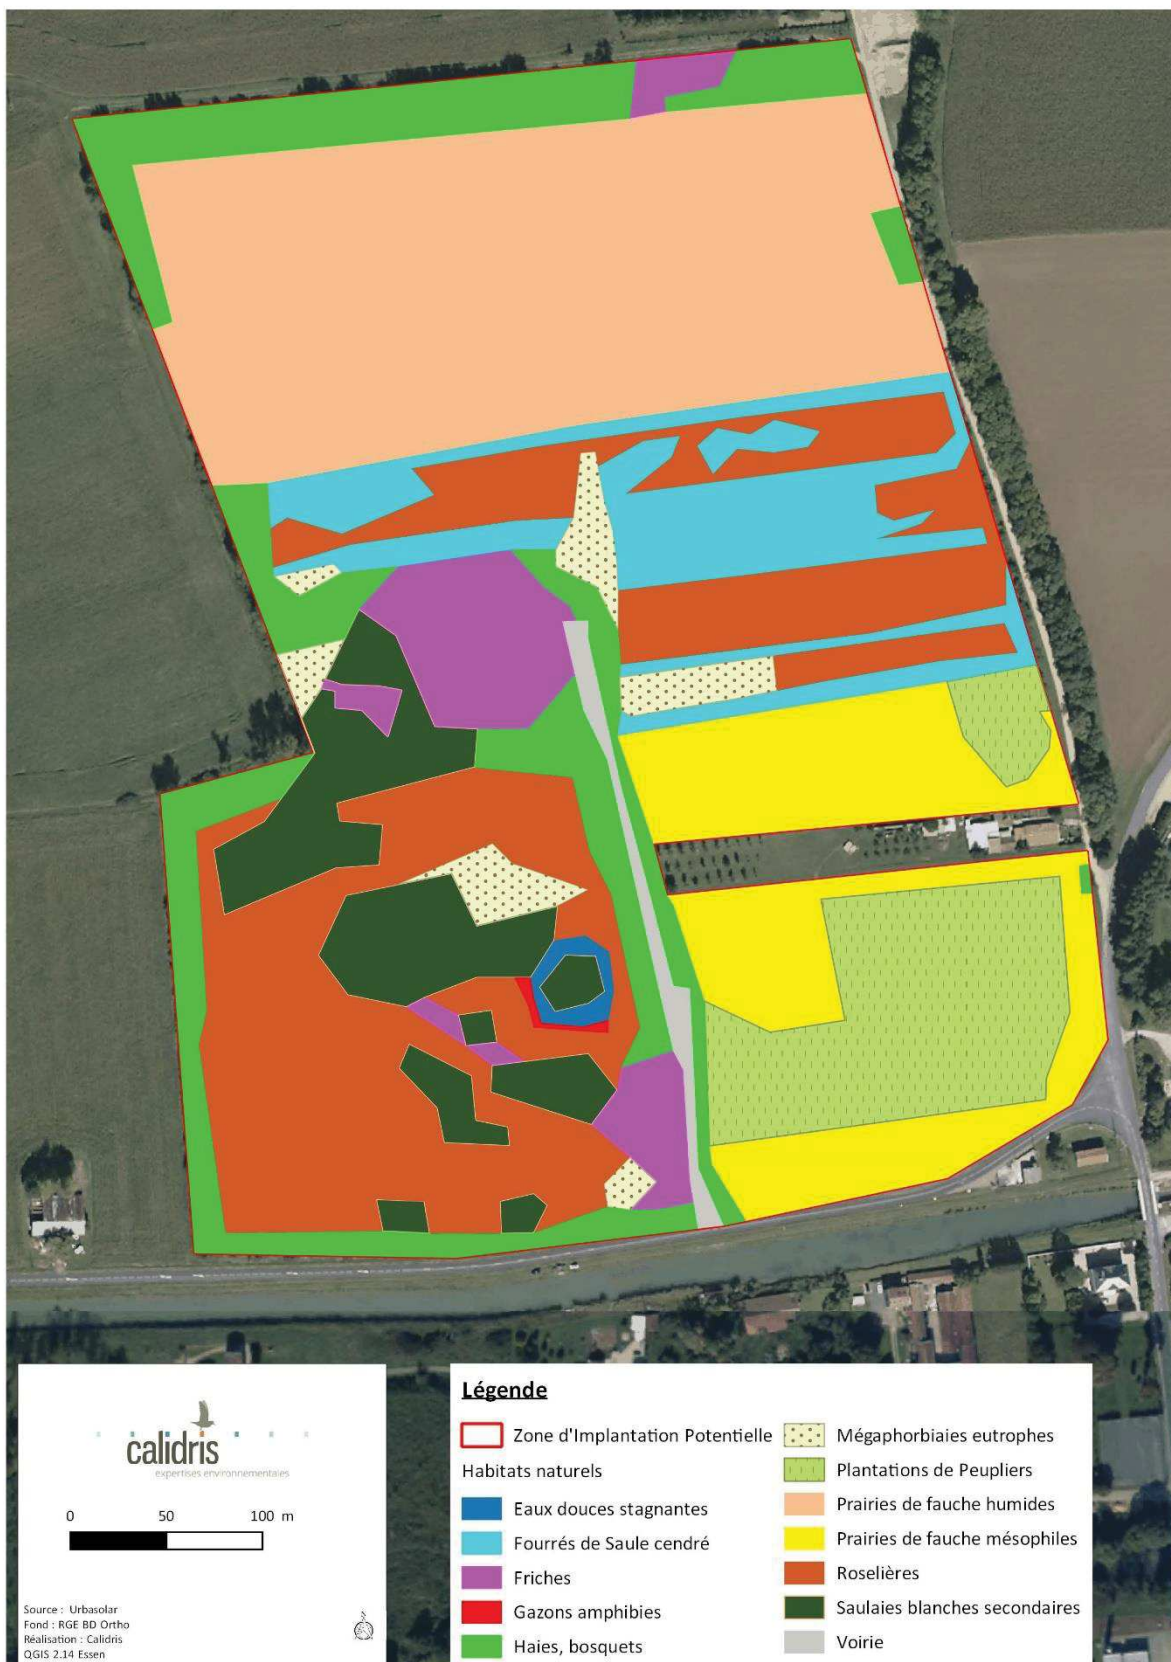 calidris
expertises environnementales
0 50 100 m
Source : Urbasolar
Fond : RGE BD Ortho
Réalisation : Calidris
QGIS 2.14 Essen
Légende
Zone d'Implantation Potentielle
Habitats naturels
Eaux douces stagnantes
Fourrés de Saule cendré
Friches
Gazons amphibies
Haies, bosquets
Mégaphorbiaies eutrophes
Plantations de Peupliers
Prairies de fauche humides
Prairies de fauche mésophiles
Roselières
Saulaies blanches secondaires
Voirie